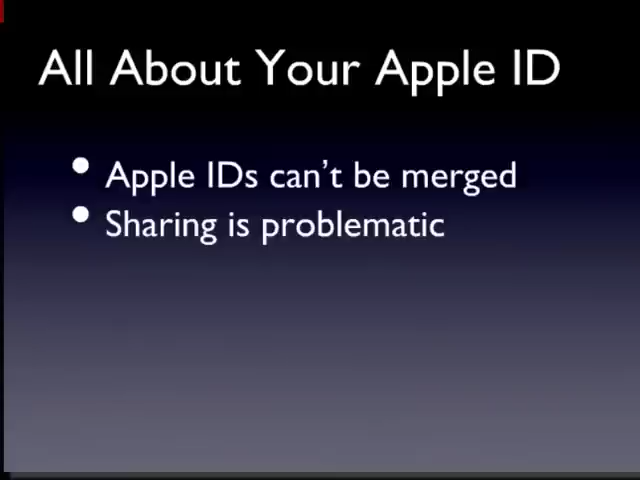 All About Your Apple ID
• Apple IDs can't be merged
• Sharing is problematic